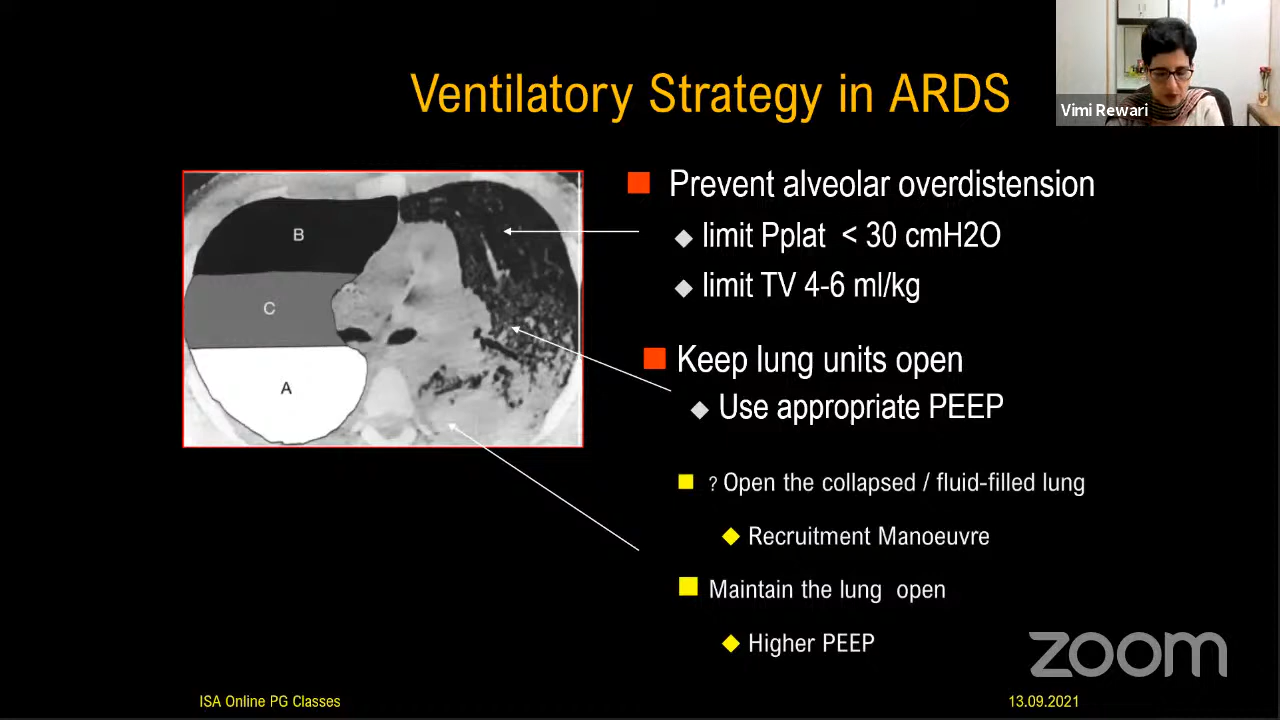 Ventilatory Strategy in ARDS
Vimi Rewari
B
C
A
Prevent alveolar overdistension
limit Pplat < 30 cmH2O
limit TV 4-6 ml/kg
Keep lung units open
Use appropriate PEEP
? Open the collapsed / fluid-filled lung
Recruitment Manoeuvre
Maintain the lung open
Higher PEEP
zoom
ISA Online PG Classes
13.09.2021